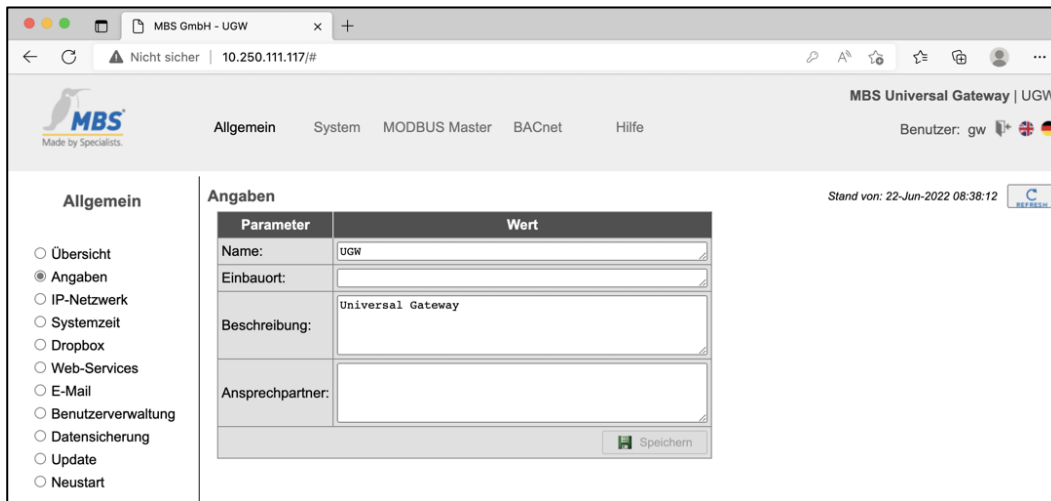 MBS GmbH - UGW
Nicht sicher 10.250.111.117/#
MBS
Made by Specialists.
MBS Universal Gateway | UGW
Allgemein System MODBUS Master BACnet Hilfe
Benutzer: gw
Allgemein
Übersicht
Angaben
IP-Netzwerk
Systemzeit
Dropbox
Web-Services
E-Mail
Benutzerverwaltung
Datensicherung
Update
Neustart
Angaben
Stand von: 22-Jun-2022 08:38:12
REFRESH
Parameter Wert
Name: UGW
Einbauort:
Beschreibung: Universal Gateway
Ansprechpartner:
Speichern